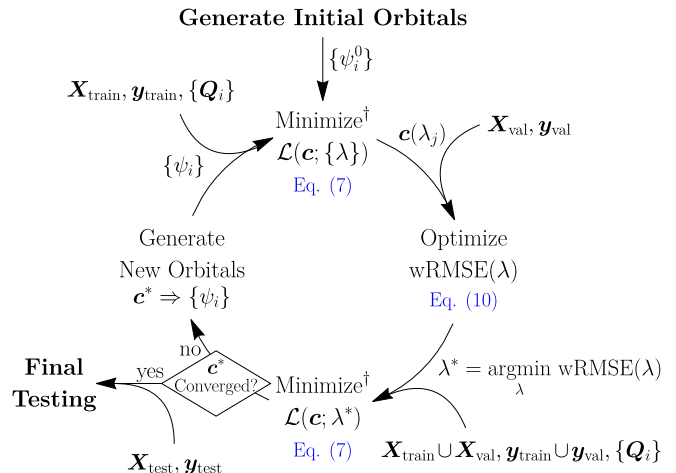 Generate Initial Orbitals
{ψᵢ⁰}
X_train, y_train, {Q_i}
Minimize†
𝓛(c; {λ})
Eq. (7)
c(λ_j)
X_val, y_val
{ψ_i}
Generate
New Orbitals
c* ⇒ {ψ_i}
Optimize
wRMSE(λ)
Eq. (10)
no
yes
c*
Converged?
Final
Testing
Minimize†
𝓛(c; λ*)
Eq. (7)
λ* = argmin wRMSE(λ)
λ
X_test, y_test
X_train ∪ X_val, y_train ∪ y_val, {Q_i}